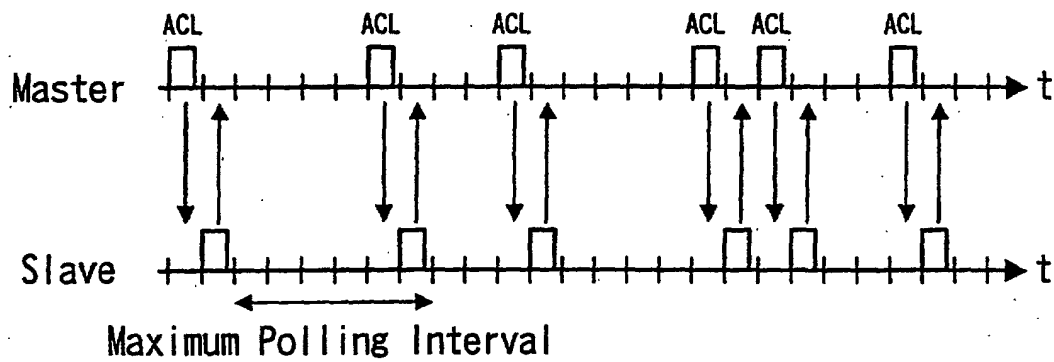 ACL ACL ACL ACL ACL ACL
Master t
Slave t
Maximum Polling Interval